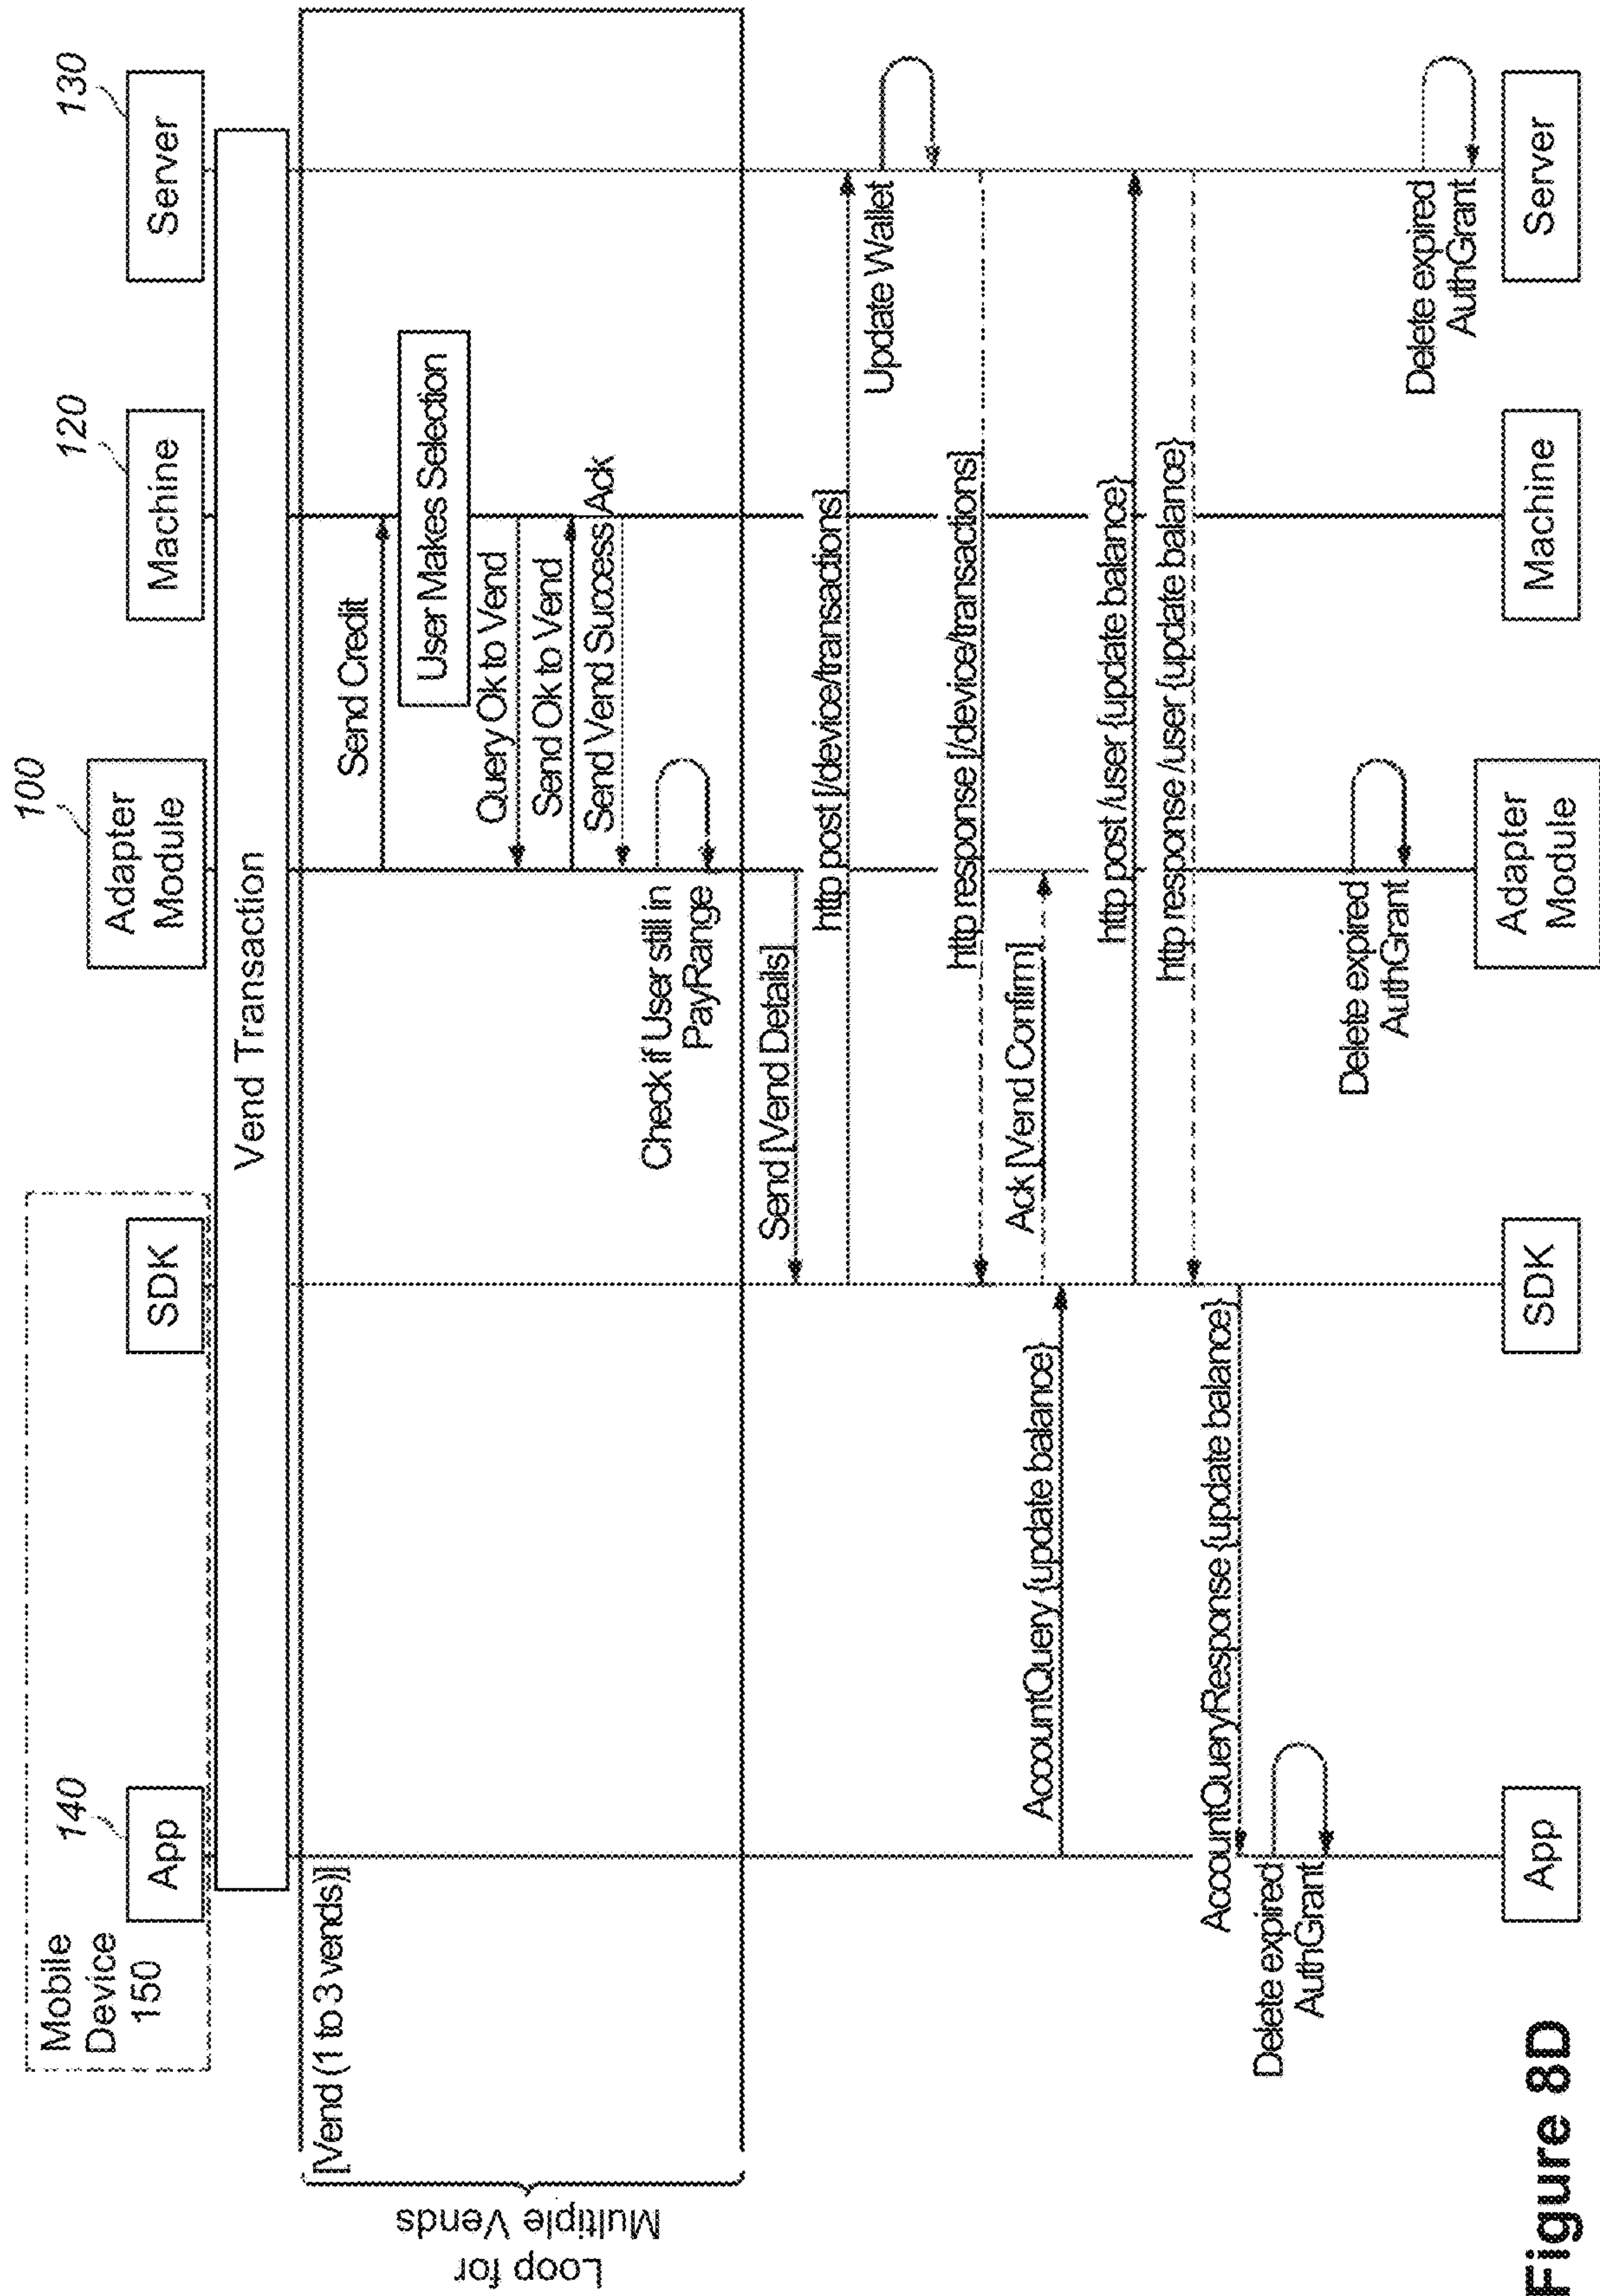 Mobile
Device
150
140
App
SDK
100
Adapter
Module
120
Machine
130
Server
Vend Transaction
[Vend (1 to 3 vends)]
Loop for
Multiple Vends
Send Credit
User Makes Selection
Query Ok to Vend
Send Ok to Vend
Send Vend Success Ack
Check if User still in
PayRange
Send [Vend Details]
http post [/device/transactions]
Update Wallet
http response [/device/transactions]
Ack [Vend Confirm]
AccountQuery {update balance}
http post /user {update balance}
http response /user {update balance}
AccountQueryResponse {update balance}
Delete expired
AuthGrant
Delete expired
AuthGrant
Delete expired
AuthGrant
App
SDK
Adapter
Module
Machine
Server
Figure 8D